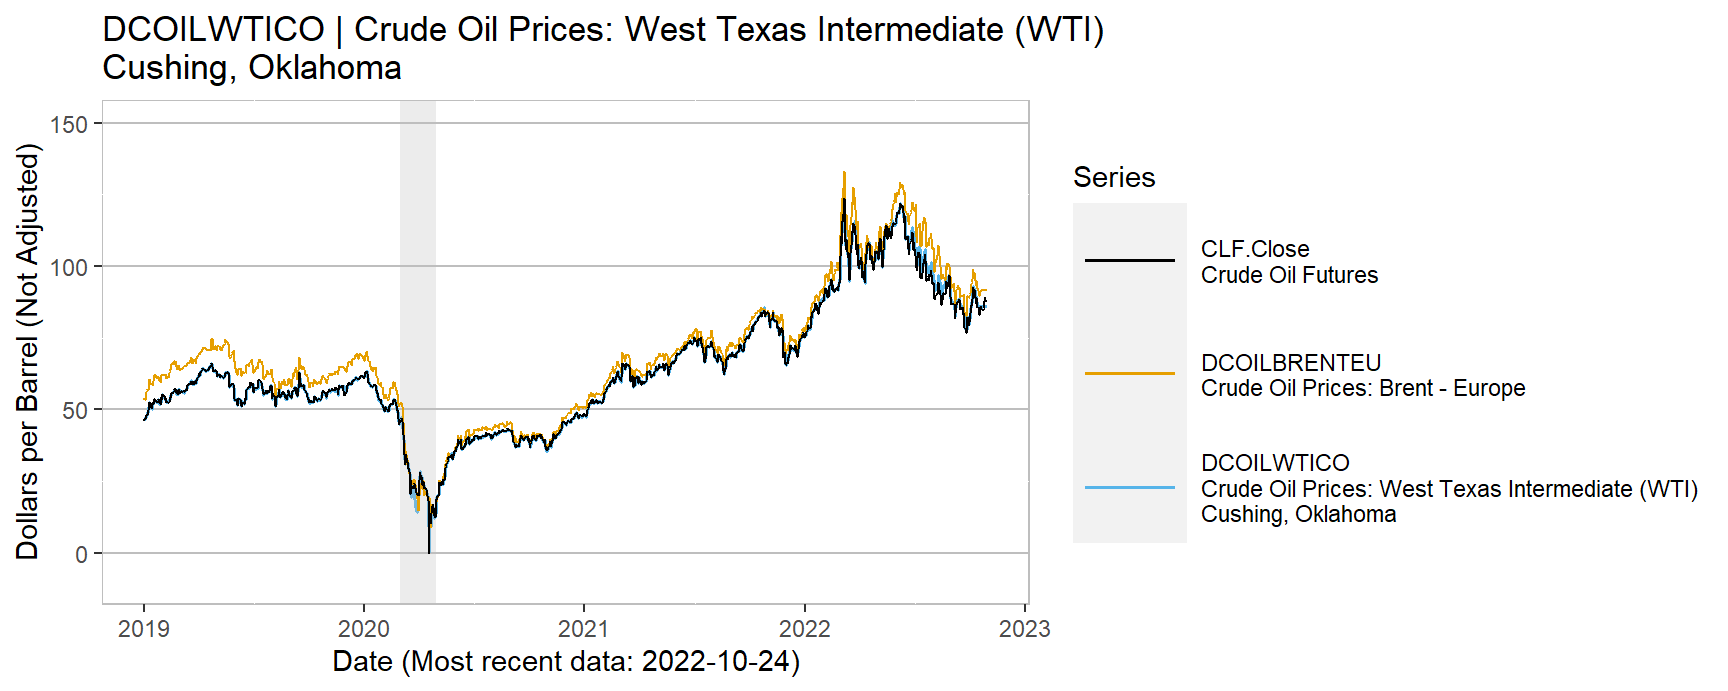 DCOILWTICO | Crude Oil Prices: West Texas Intermediate (WTI)
Cushing, Oklahoma
Dollars per Barrel (Not Adjusted)
150
100
50
0
2019
2020
2021
2022
2023
Date (Most recent data: 2022-10-24)
Series
CLF.Close
Crude Oil Futures
DCOILBRENTEU
Crude Oil Prices: Brent - Europe
DCOILWTICO
Crude Oil Prices: West Texas Intermediate (WTI)
Cushing, Oklahoma